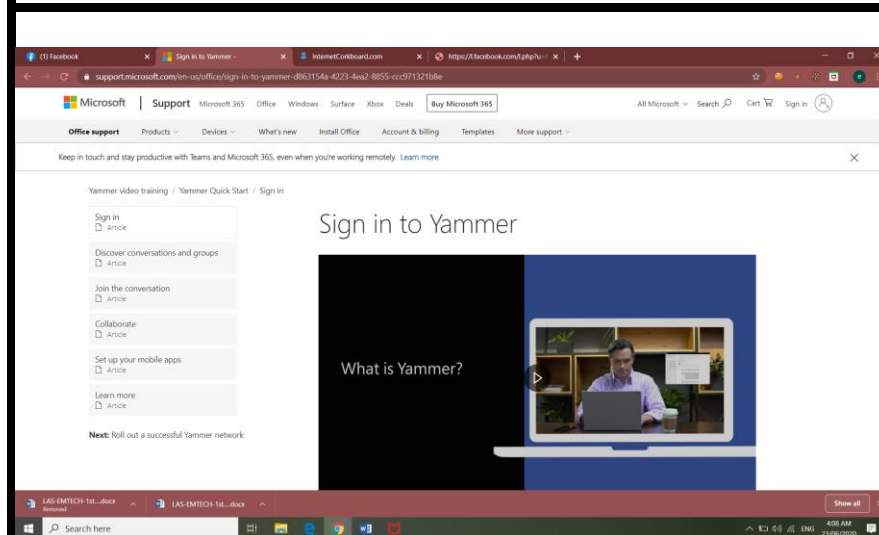 (1) Facebook
Sign in to Yammer -
InternetCorkboard.com
support.microsoft.com/en-us/office/sign-in-to-yammer-d863154a-4223-4ea2-8855-ccc971321b8e
Microsoft Support Microsoft 365 Office Windows Surface Xbox Deals Buy Microsoft 365 All Microsoft Search Cart Sign in
Office support Products Devices What's new Install Office Account & billing Templates More support
Keep in touch and stay productive with Teams and Microsoft 365, even when you're working remotely. Learn more
Yammer video training / Yammer Quick Start / Sign in
Sign in to Yammer
Sign in
Article
Discover conversations and groups
Article
Join the conversation
Article
Collaborate
Article
Set up your mobile apps
Article
Learn more
Article
Next: Roll out a successful Yammer network
What is Yammer?
LAS-EMTECH-1st....docx
Removed
LAS-EMTECH-1st....docx
Show all
Search here
ENG
4:08 AM
23/06/2020